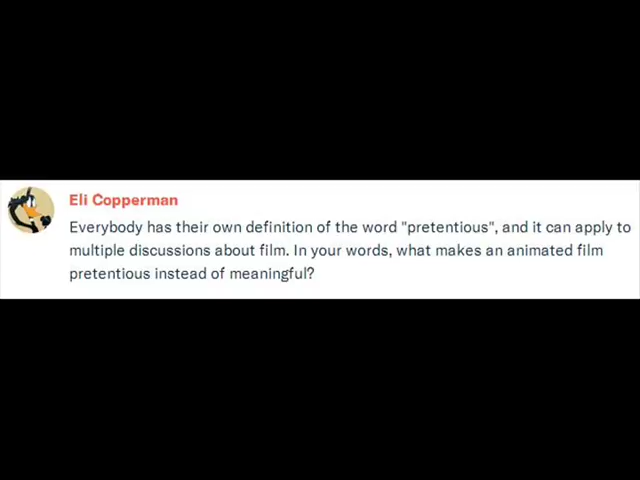 Eli Copperman
Everybody has their own definition of the word "pretentious", and it can apply to
multiple discussions about film. In your words, what makes an animated film
pretentious instead of meaningful?